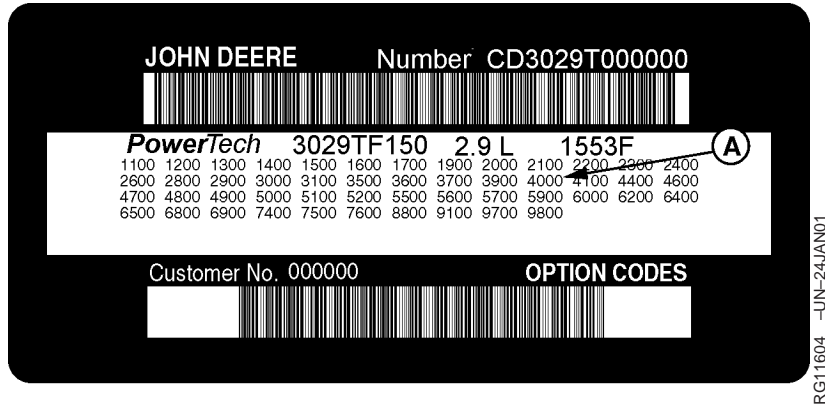 JOHN DEERE Number CD3029T000000
PowerTech 3029TF150 2.9 L 1553F
A
1100 1200 1300 1400 1500 1600 1700 1900 2000 2100 2200 2300 2400
2600 2800 2900 3000 3100 3500 3600 3700 3900 4000 4100 4400 4600
4700 4800 4900 5000 5100 5200 5500 5600 5700 5900 6000 6200 6400
6500 6800 6900 7400 7500 7600 8800 9100 9700 9800
Customer No. 000000 OPTION CODES
RG11604 –UN–24JAN01